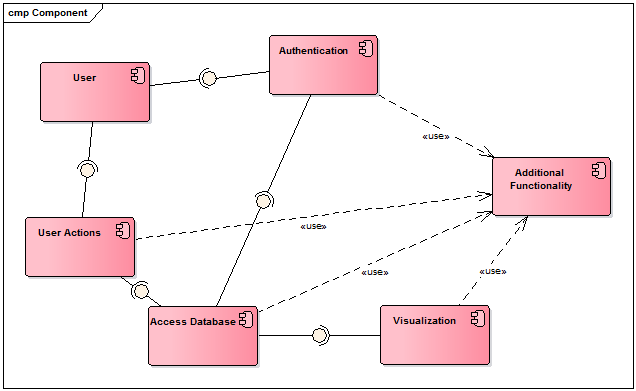 cmp Component
Authentication
User
«use»
Additional
Functionality
User Actions
«use»
«use»
«use»
Access Database
Visualization